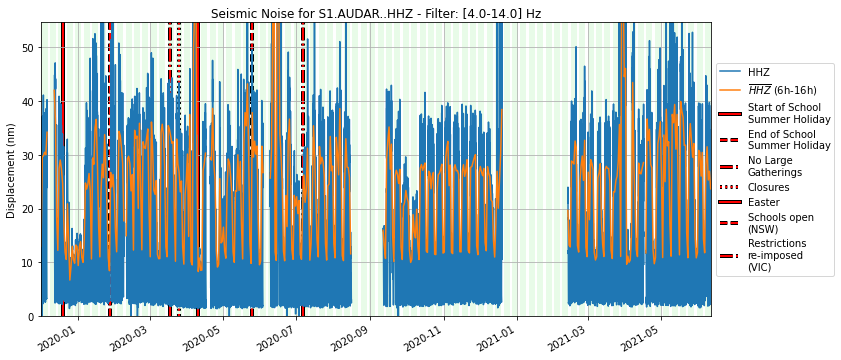 Seismic Noise for S1.AUDAR..HHZ - Filter: [4.0-14.0] Hz
Displacement (nm)
50
40
30
20
10
0
2020-01
2020-03
2020-05
2020-07
2020-09
2020-11
2021-01
2021-03
2021-05
HHZ
HHZ (6h-16h)
Start of School
Summer Holiday
End of School
Summer Holiday
No Large
Gatherings
Closures
Easter
Schools open
(NSW)
Restrictions
re-imposed
(VIC)